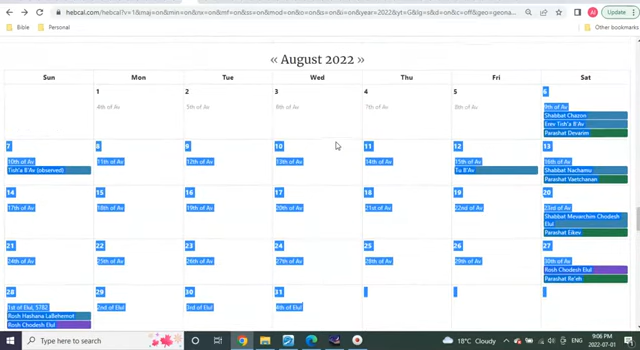 hebcal.com/hebcal?v=1&maj=on&min=on&nx=on&mf=on&ss=on&mod=on&o=on&s=on&i=on&year=2022&yt=G&lg=s&d=on&c=off&geo=geona...
Update
Bible
Personal
Other bookmarks
« August 2022 »
Sun Mon Tue Wed Thu Fri Sat
1 2 3 4 5 6
4th of Av 5th of Av 6th of Av 7th of Av 8th of Av 9th of Av
Shabbat Chazon
Erev Tish'a B'Av
Parashat Devarim
7 8 9 10 11 12 13
10th of Av 11th of Av 12th of Av 13th of Av 14th of Av 15th of Av 16th of Av
Tish'a B'Av (observed) Tu B'Av Shabbat Nachamu
Parashat Vaetchanan
14 15 16 17 18 19 20
17th of Av 18th of Av 19th of Av 20th of Av 21st of Av 22nd of Av 23rd of Av
Shabbat Mevarchim Chodesh
Elul
Parashat Eikev
21 22 23 24 25 26 27
24th of Av 25th of Av 26th of Av 27th of Av 28th of Av 29th of Av 30th of Av
Rosh Chodesh Elul
Parashat Re'eh
28 29 30 31
1st of Elul, 5782 2nd of Elul 3rd of Elul 4th of Elul
Rosh Hashana LaBehemot
Rosh Chodesh Elul
Type here to search
18°C Cloudy
ENG
9:06 PM
2022-07-01